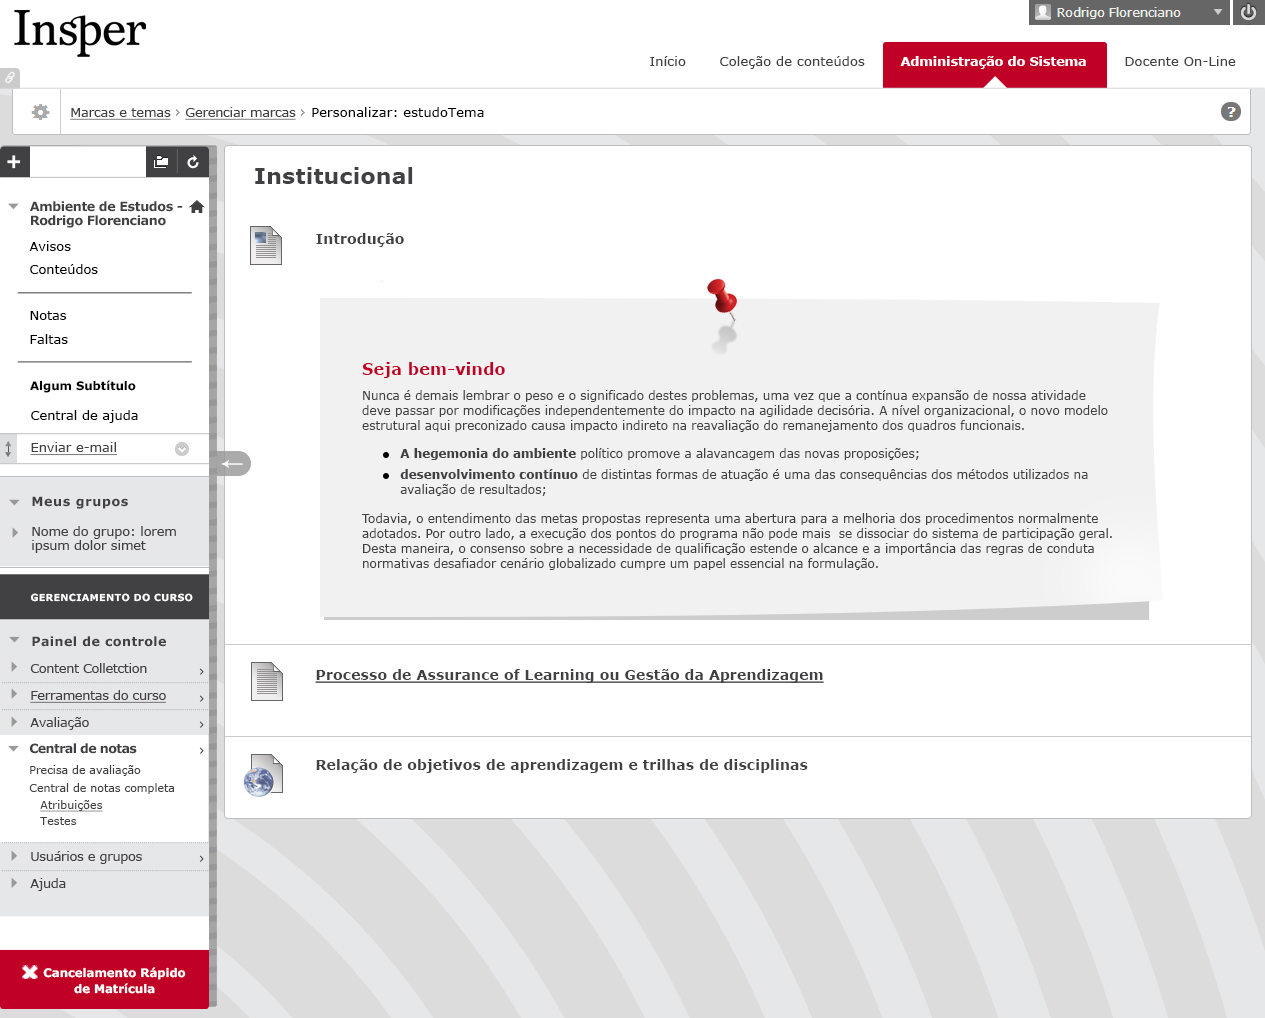 Insper
Rodrigo Florenciano
Início
Coleção de conteúdos
Administração do Sistema
Docente On-Line
Marcas e temas › Gerenciar marcas › Personalizar: estudoTema
?
Ambiente de Estudos -
Rodrigo Florenciano
Avisos
Conteúdos
Notas
Faltas
Algum Subtítulo
Central de ajuda
Enviar e-mail
Meus grupos
Nome do grupo: lorem
ipsum dolor simet
GERENCIAMENTO DO CURSO
Painel de controle
Content Colletction
Ferramentas do curso
Avaliação
Central de notas
Precisa de avaliação
Central de notas completa
Atribuições
Testes
Usuários e grupos
Ajuda
Cancelamento Rápido
de Matrícula
Institucional
Introdução
Seja bem-vindo
Nunca é demais lembrar o peso e o significado destes problemas, uma vez que a contínua expansão de nossa atividade
deve passar por modificações independentemente do impacto na agilidade decisória. A nível organizacional, o novo modelo
estrutural aqui preconizado causa impacto indireto na reavaliação do remanejamento dos quadros funcionais.
• A hegemonia do ambiente político promove a alavancagem das novas proposições;
• desenvolvimento contínuo de distintas formas de atuação é uma das consequências dos métodos utilizados na
avaliação de resultados;
Todavia, o entendimento das metas propostas representa uma abertura para a melhoria dos procedimentos normalmente
adotados. Por outro lado, a execução dos pontos do programa não pode mais  se dissociar do sistema de participação geral.
Desta maneira, o consenso sobre a necessidade de qualificação estende o alcance e a importância das regras de conduta
normativas desafiador cenário globalizado cumpre um papel essencial na formulação.
Processo de Assurance of Learning ou Gestão da Aprendizagem
Relação de objetivos de aprendizagem e trilhas de disciplinas